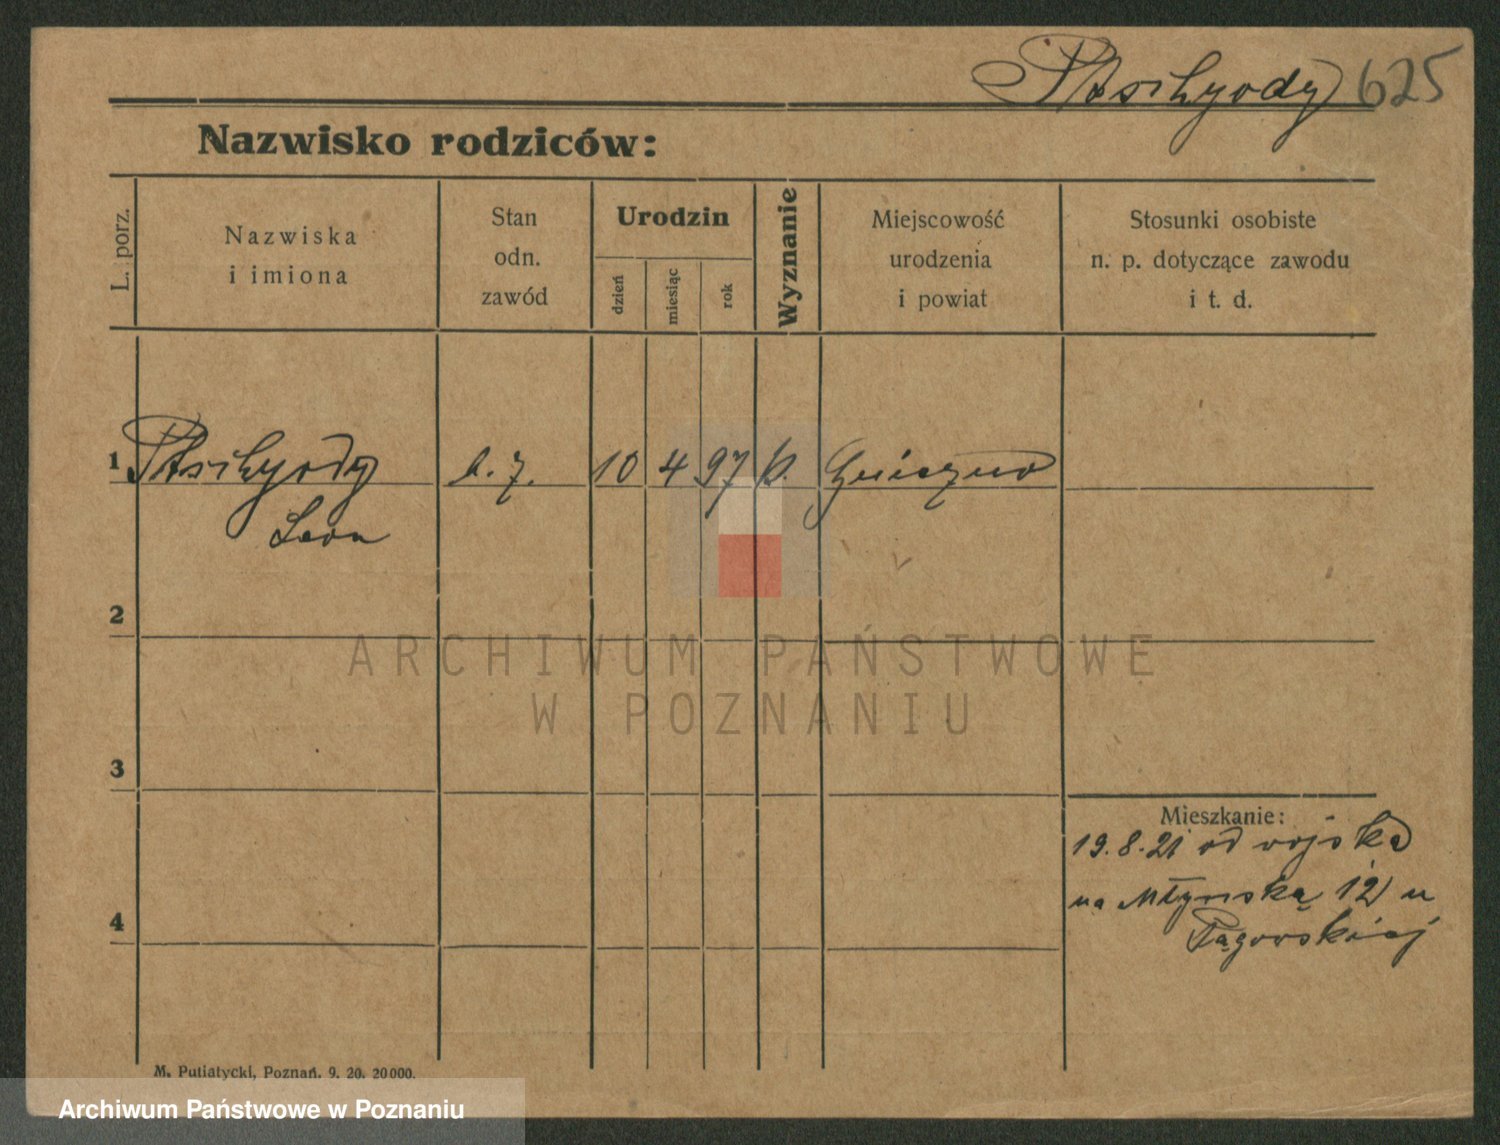 625
Nazwisko rodziców:
L. porz.
Nazwiska
i imiona
Stan
odn.
zawód
Urodzin
dzień
miesiąc
rok
Wyznanie
Miejscowość
urodzenia
i powiat
Stosunki osobiste
n. p. dotyczące zawodu
i t. d.
1 10 4 97 k. Gniezno
Leon
2
ARCHIWUM PAŃSTWOWE
W POZNANIU
3
Mieszkanie:
19.8.21 od wojska
na Młyńską 12 u
4
M. Putiatycki, Poznań. 9. 20. 20000.
Archiwum Państwowe w Poznaniu